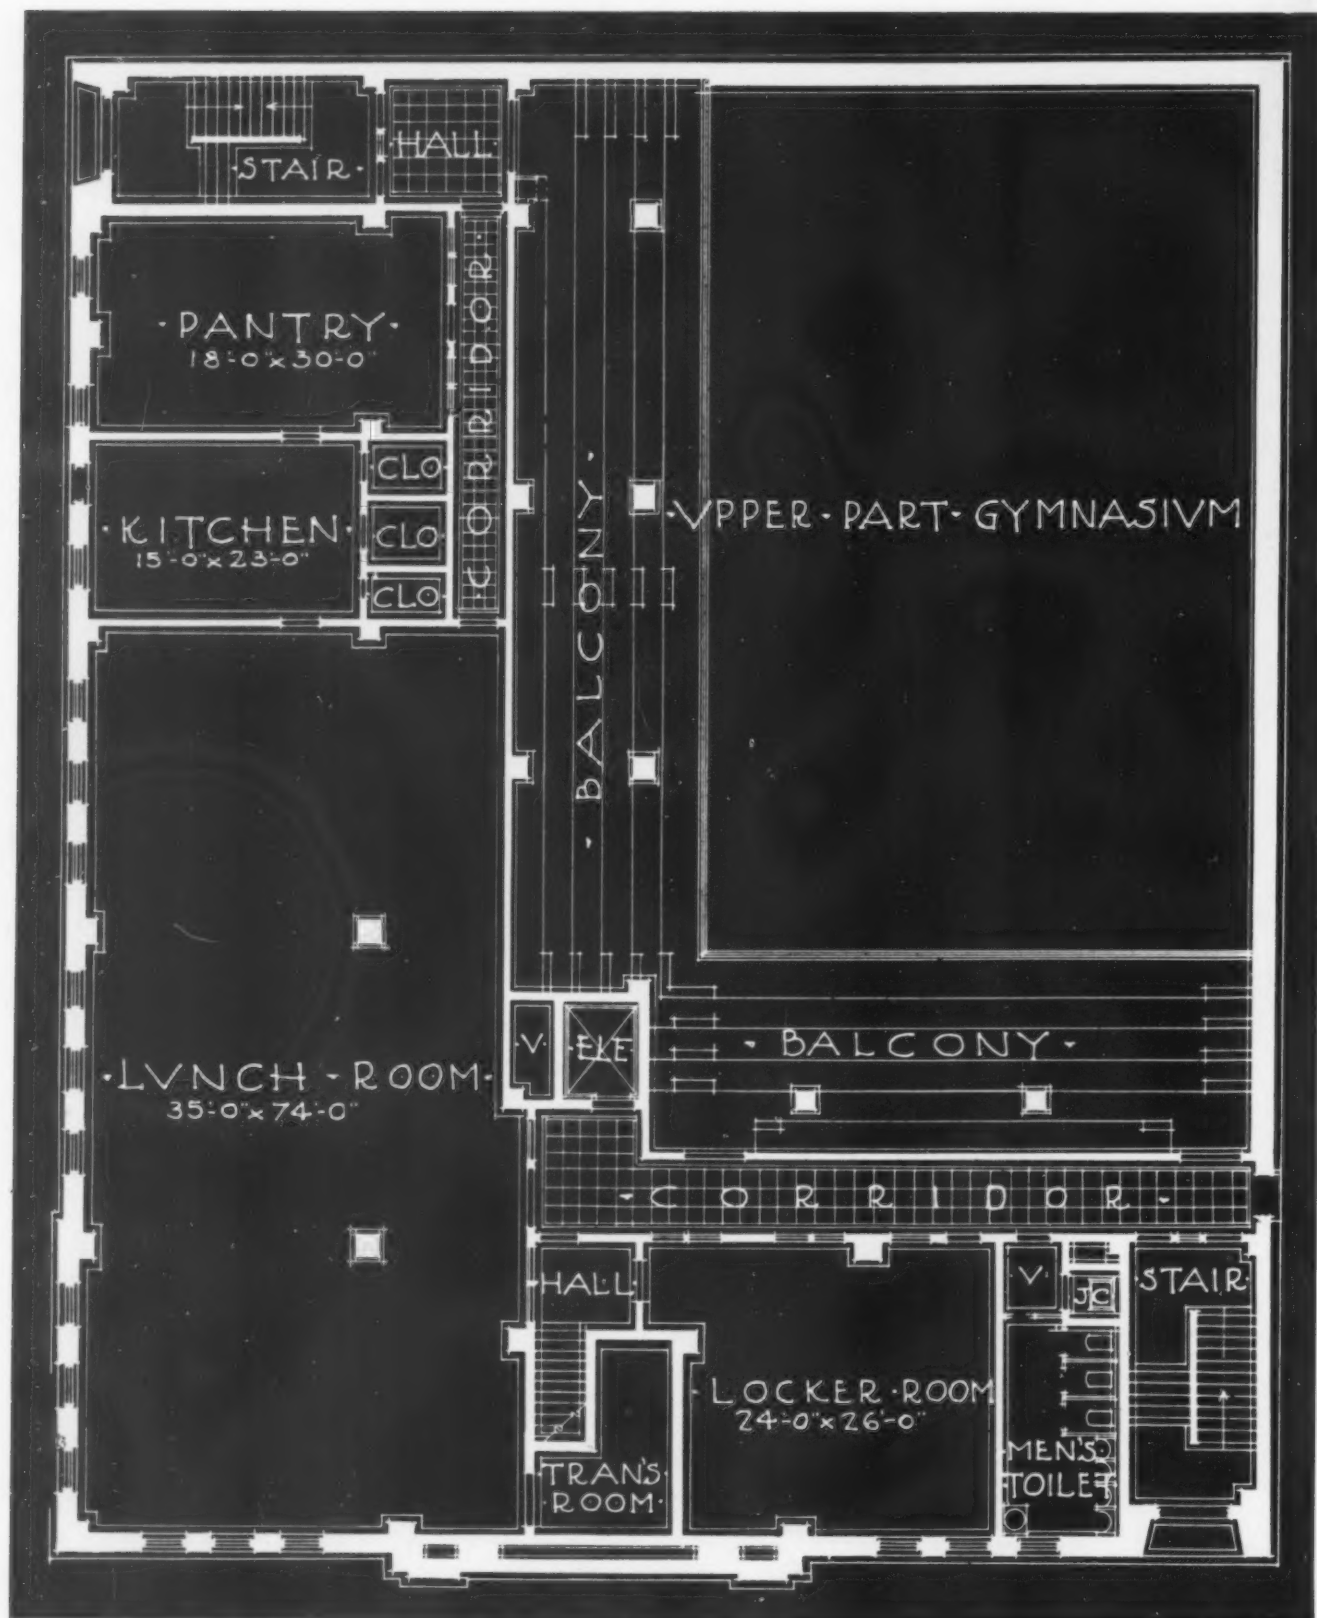 ·HALL·
·STAIR·
·PANTRY·
18'-0"x30'-0"
·CORRIDOR·
·CLO·
·KITCHEN·
15'-0"x23'-0"
·CLO·
·CLO·
·BALCONY·
·VPPER·PART·GYMNASIVM
·LVNCH-ROOM·
35'-0"x74'-0"
·V·
·ELE·
-BALCONY-
-CORRIDOR-
·HALL·
·V·
JC
·STAIR·
·LOCKER·ROOM
24'-0"x26'-0"
·TRAN'S
·ROOM·
·MEN'S·
·TOILET